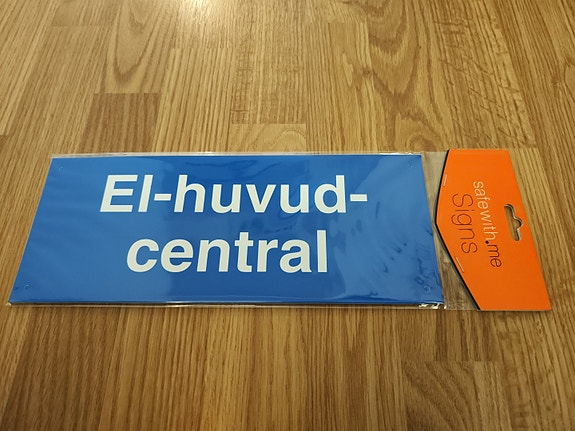 El-huvud-
central
safewith.me
Signs